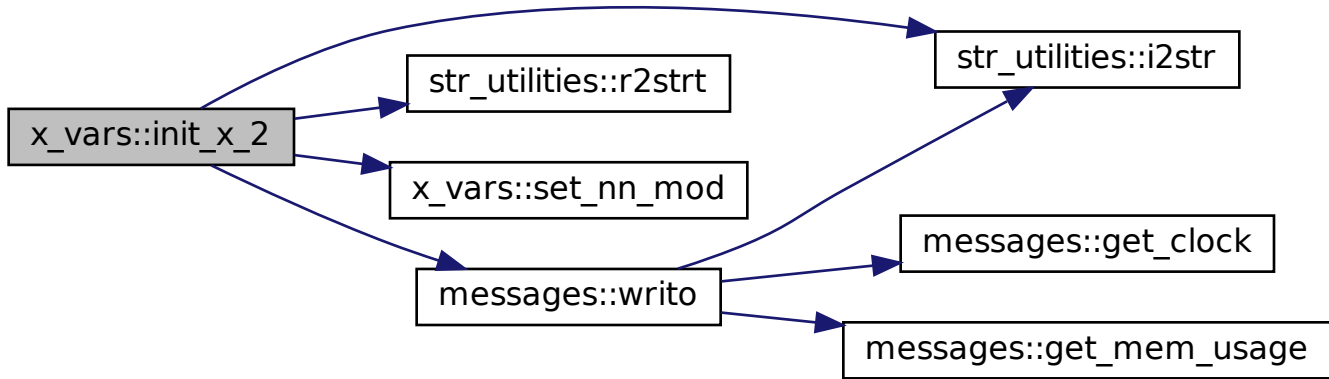 x_vars::init_x_2
str_utilities::r2strt
x_vars::set_nn_mod
messages::writo
str_utilities::i2str
messages::get_clock
messages::get_mem_usage